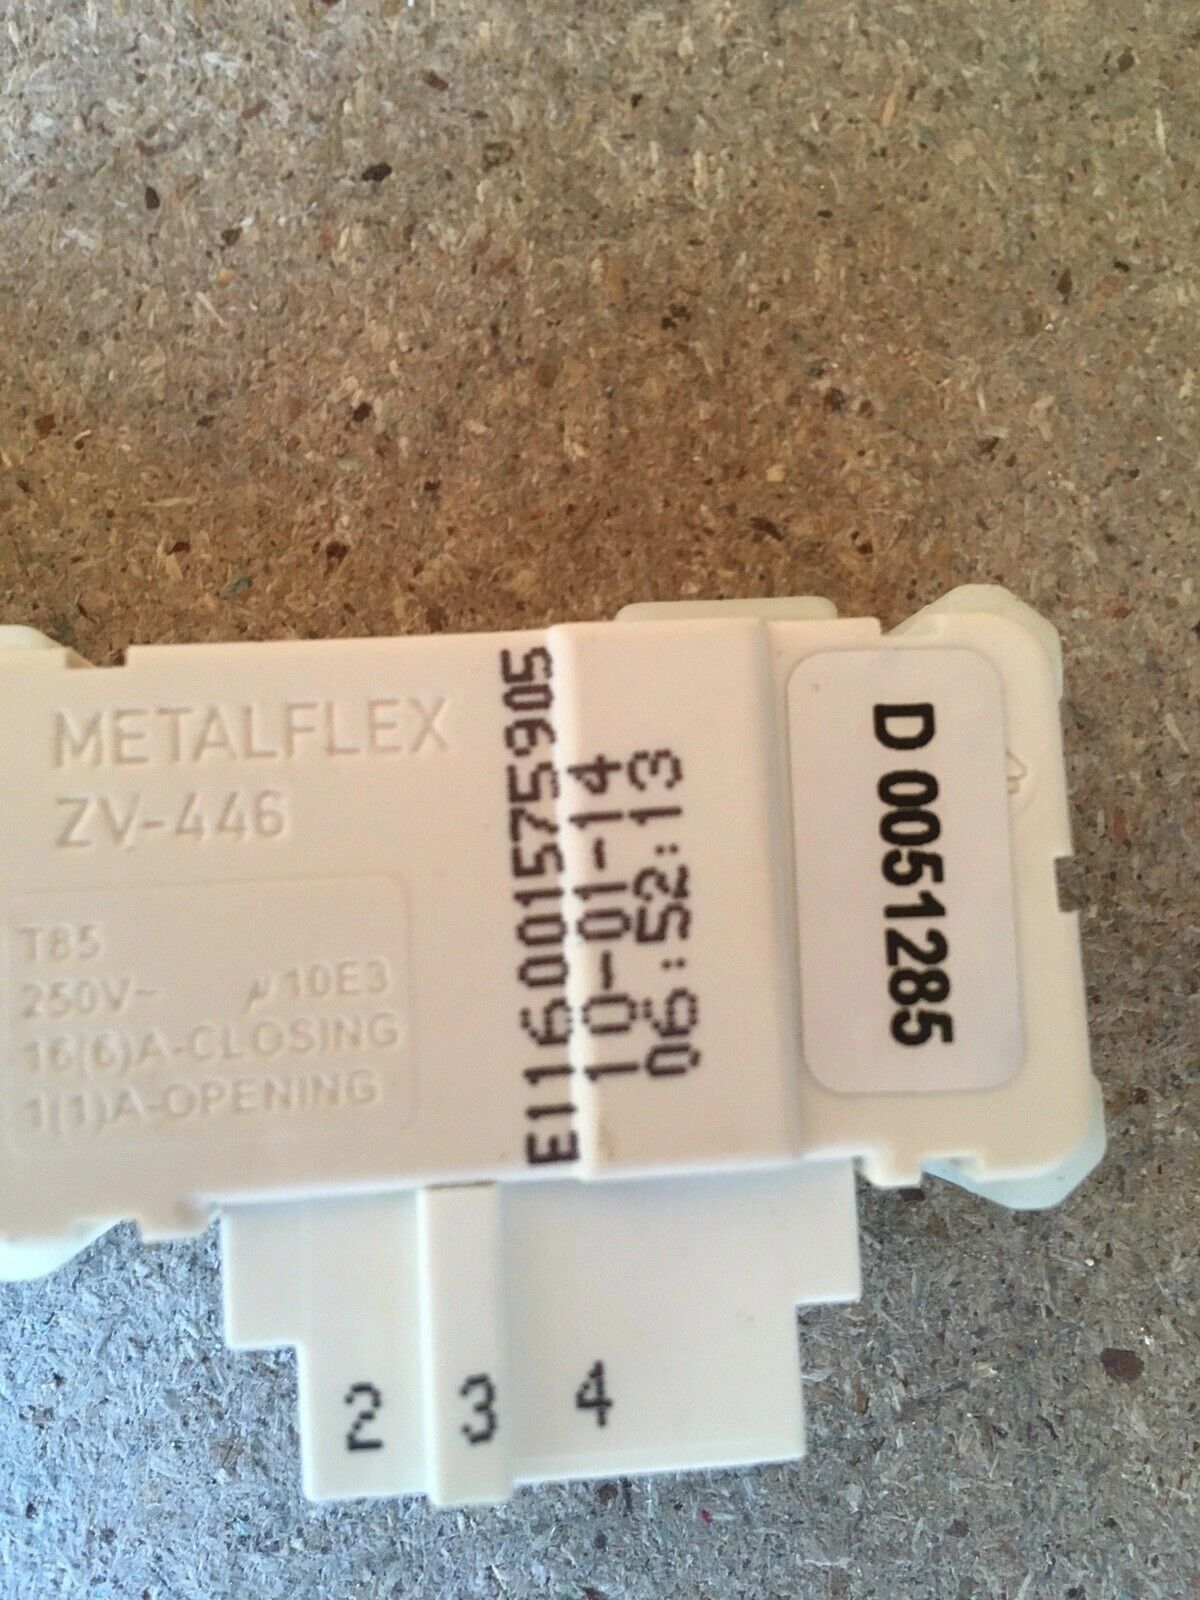 METALFLEX
ZV-446
T85
250V~ µ10E3
16(6)A-CLOSING
1(1)A-OPENING
E116001575905
10-01-14
06:52:13
D 0051285
2
3
4